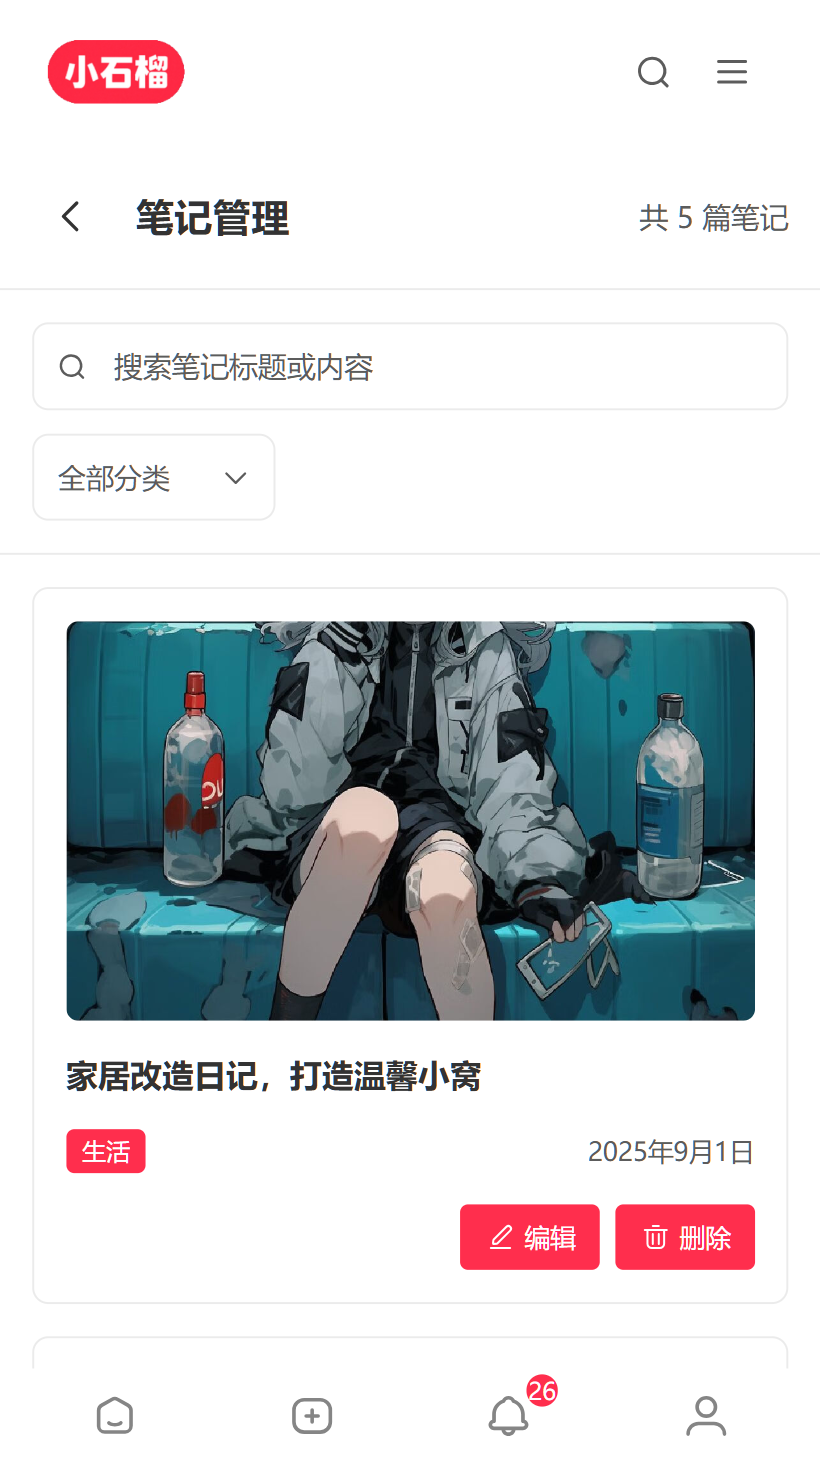 小石榴
笔记管理
共 5 篇笔记
搜索笔记标题或内容
全部分类
家居改造日记，打造温馨小窝
生活
2025年9月1日
编辑
删除
26